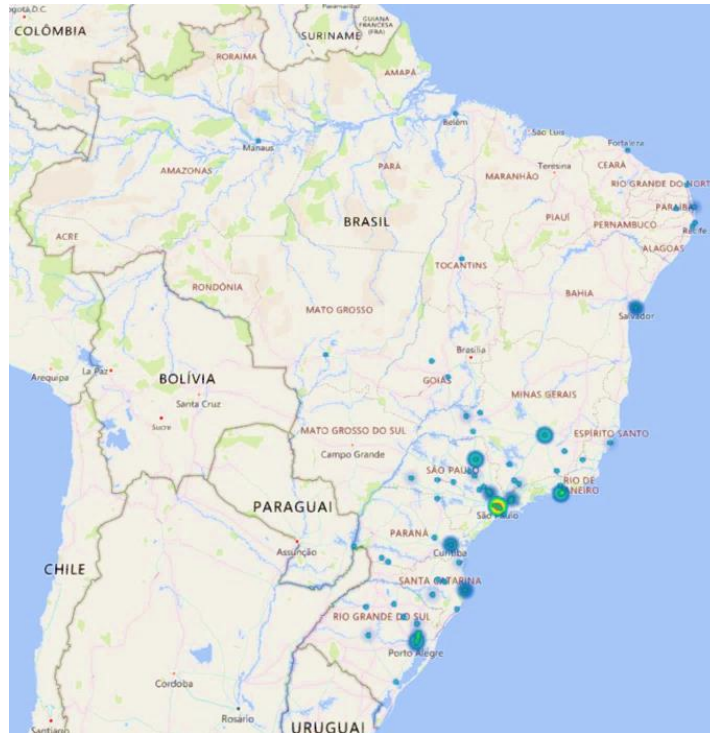 COLÔMBIA
SURINAME
GUIANA
FRANCESA
(FRA)
RORAIMA
AMAPÁ
Belém
São Luís
Manaus
Fortaleza
AMAZONAS
PARÁ
MARANHÃO
Teresina
CEARÁ
RIO GRANDE DO NORT
PARAÍBA
PIAUÍ
PERNAMBUCO
Recife
ACRE
BRASIL
ALAGOAS
TOCANTINS
RONDÔNIA
BAHIA
MATO GROSSO
Salvador
Brasília
Arequipa
La Paz
BOLÍVIA
GOIÁS
Santa Cruz
MINAS GERAIS
Sucre
MATO GROSSO DO SUL
ESPÍRITO SANTO
Campo Grande
SÃO PAULO
RIO DE
JANEIRO
PARAGUAI
São Paulo
PARANÁ
Assunção
Curitiba
CHILE
SANTA CATARINA
RIO GRANDE DO SUL
Porto Alegre
Cordoba
Rosário
Santiago
URUGUAI